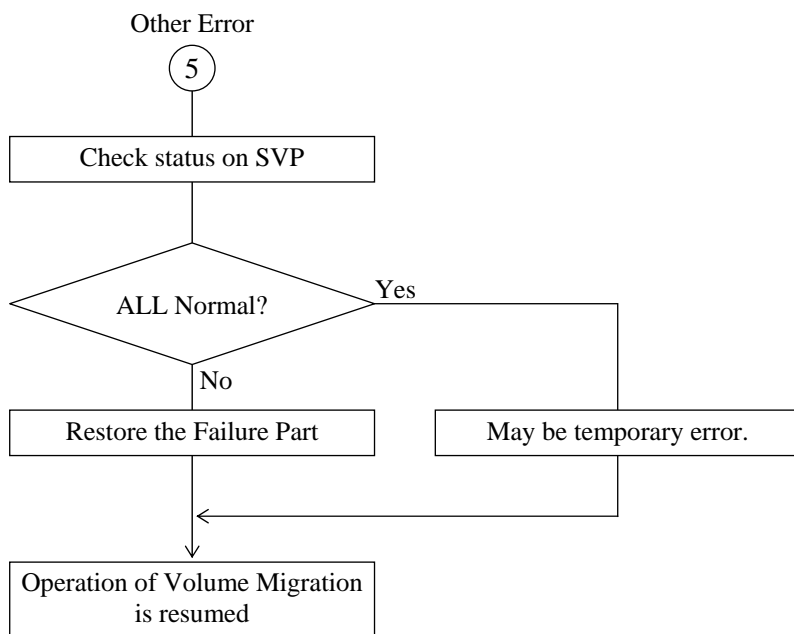 Other Error
5
Check status on SVP
ALL Normal?
Yes
No
Restore the Failure Part
May be temporary error.
Operation of Volume Migration
is resumed